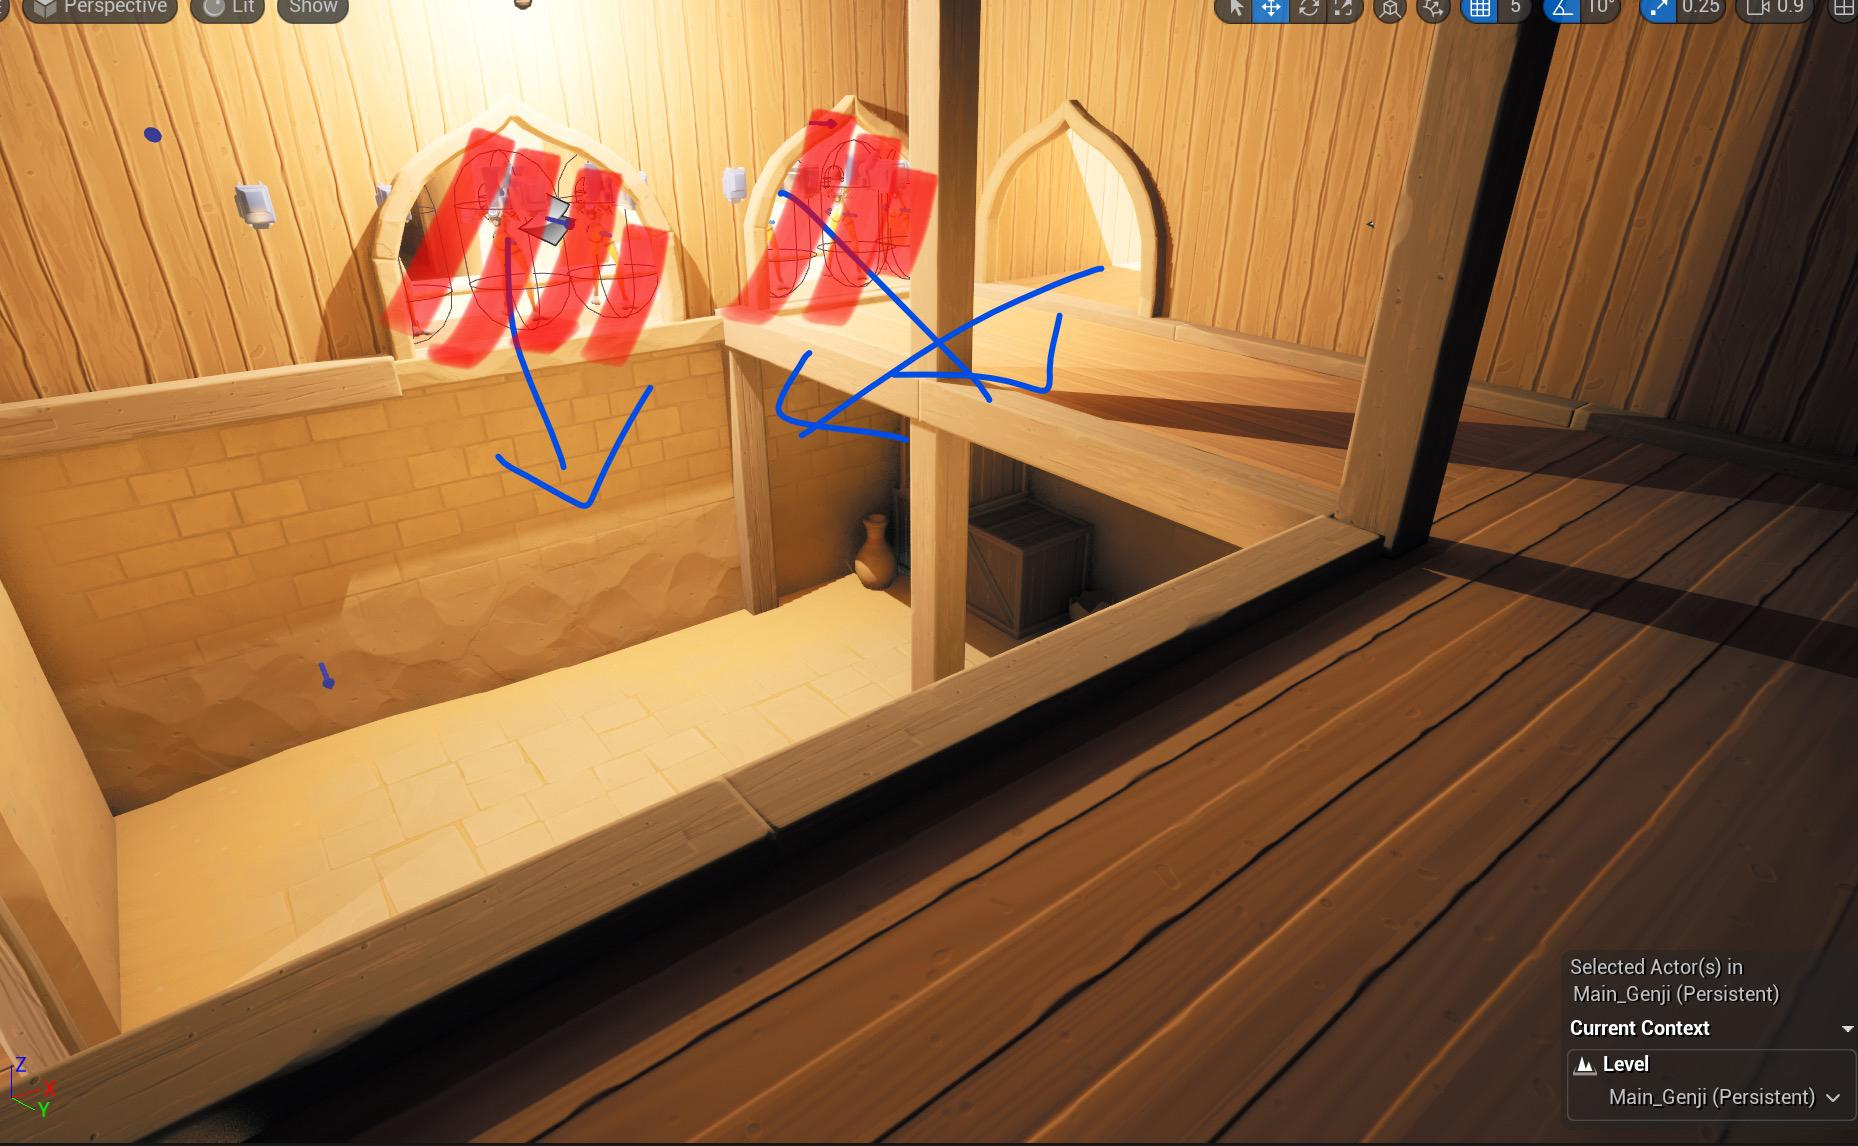 Perspective
Lit
Show
5
10°
0.25
0.9
Selected Actor(s) in
Main_Genji (Persistent)
Current Context
Level
Main_Genji (Persistent)
Z
X
Y